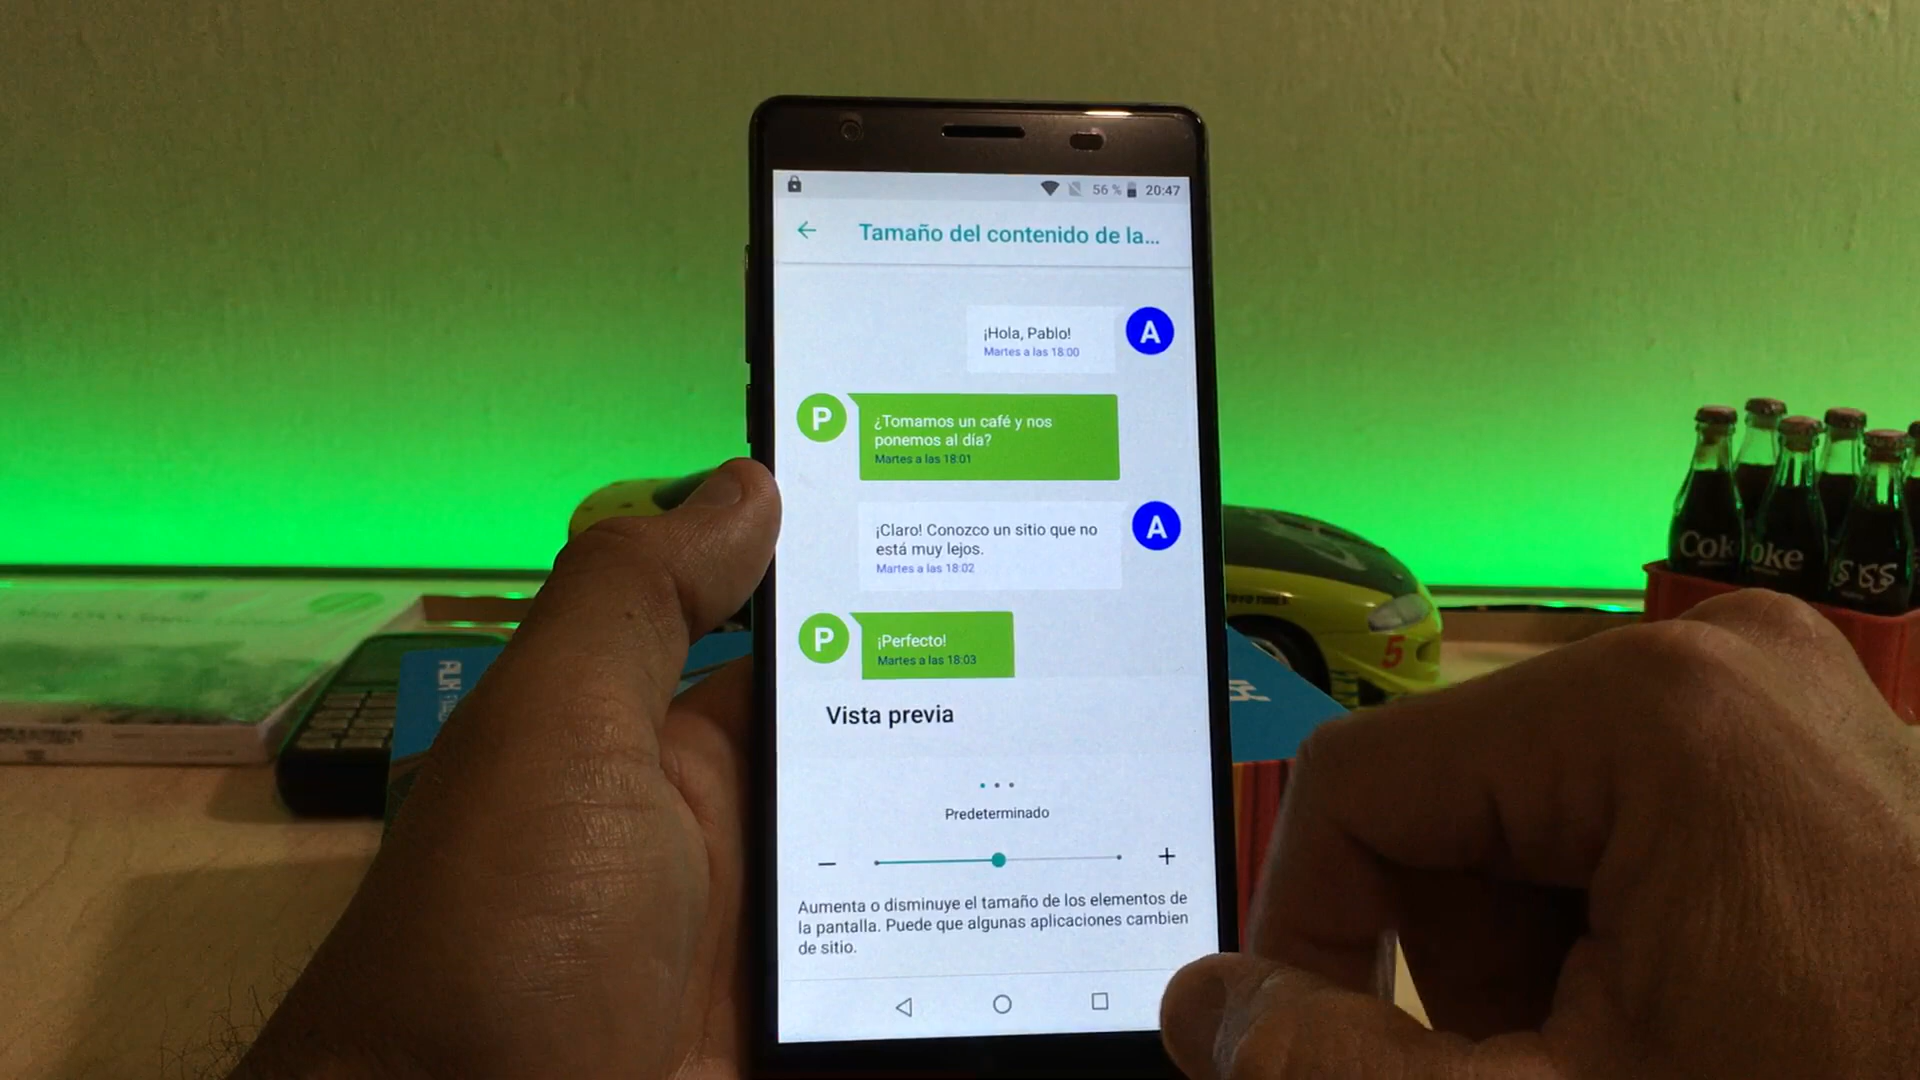 56 % 20:47
Tamaño del contenido de la...
¡Hola, Pablo!
Martes a las 18:00
A
P
¿Tomamos un café y nos
ponemos al día?
Martes a las 18:01
¡Claro! Conozco un sitio que no
está muy lejos.
Martes a las 18:02
A
P
¡Perfecto!
Martes a las 18:03
Vista previa
Predeterminado
Aumenta o disminuye el tamaño de los elementos de
la pantalla. Puede que algunas aplicaciones cambien
de sitio.
5
Cok
oke